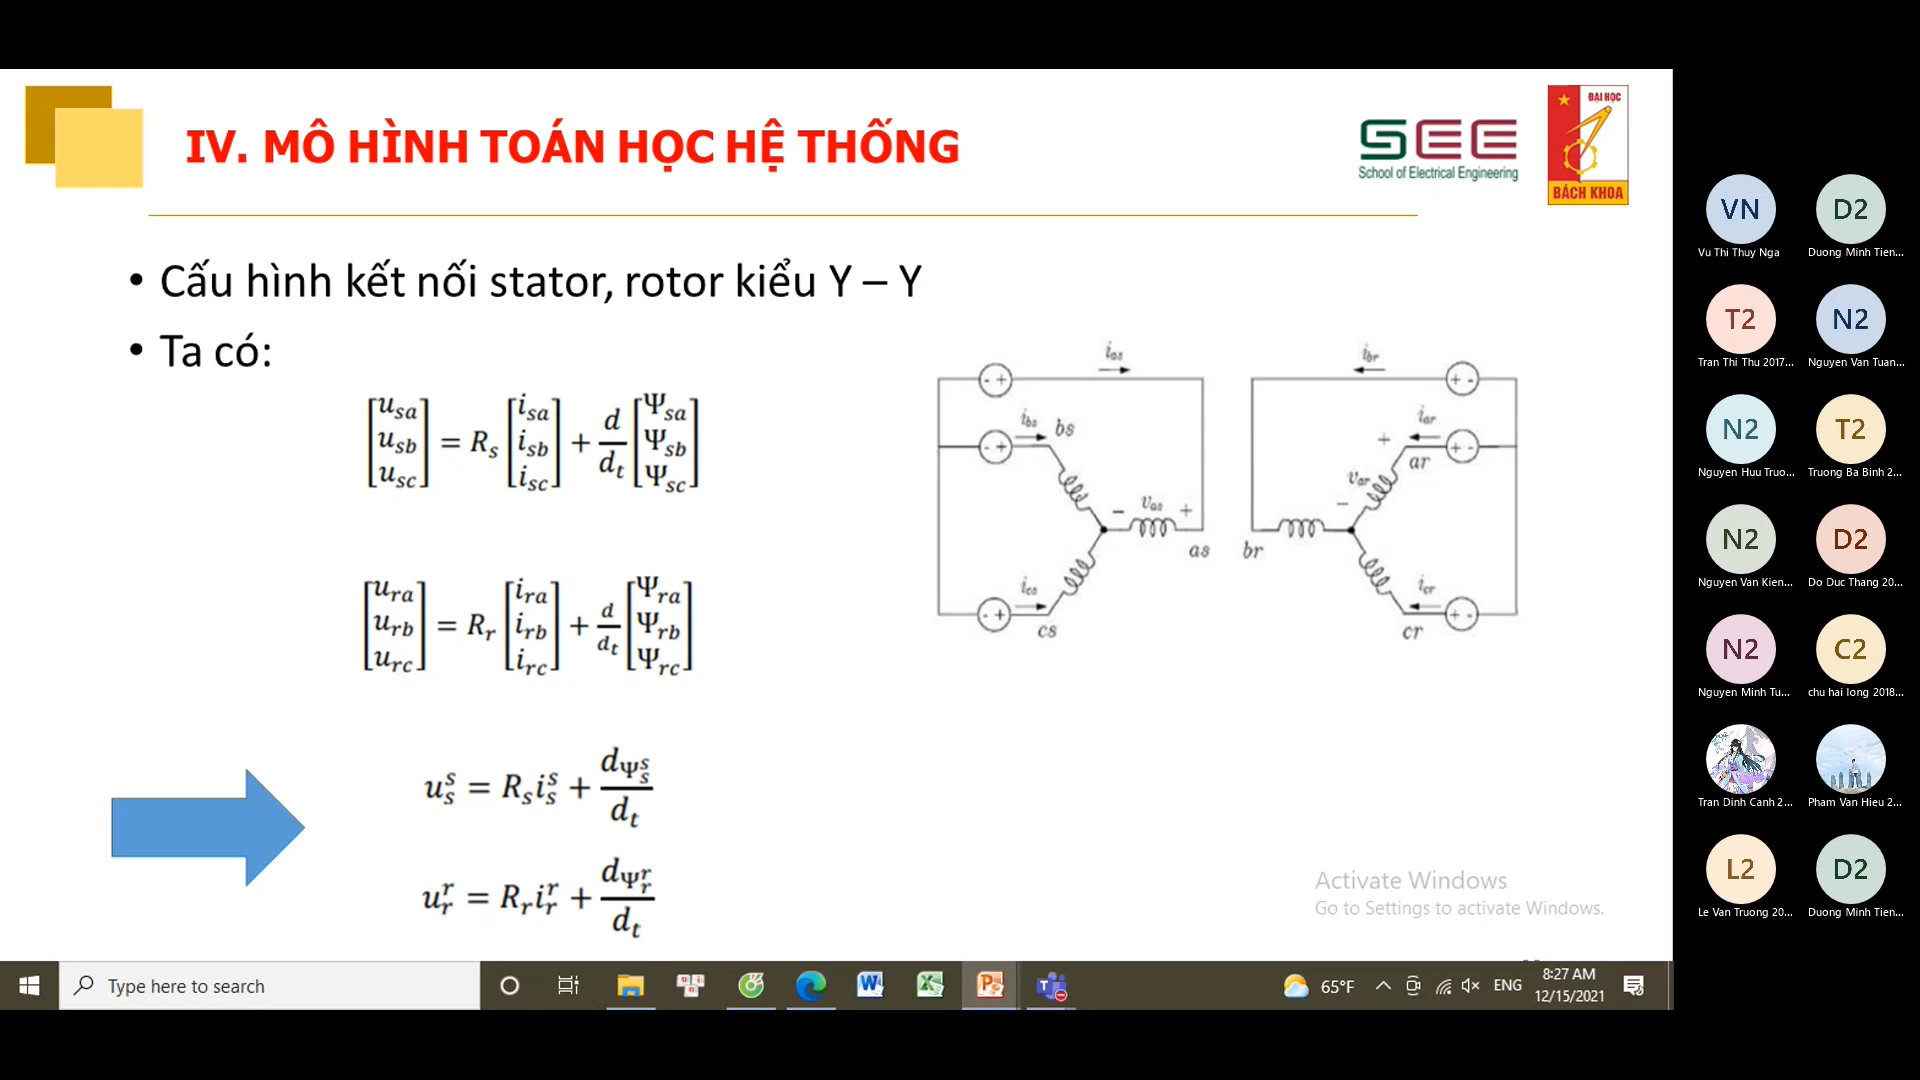 IV. MÔ HÌNH TOÁN HỌC HỆ THỐNG
SEE
School of Electrical Engineering
ĐẠI HỌC
BÁCH KHOA
• Cấu hình kết nối stator, rotor kiểu Y – Y
• Ta có:
[u_sa u_sb u_sc] = R_s [i_sa i_sb i_sc] + d/d_t [Ψ_sa Ψ_sb Ψ_sc]
[u_ra u_rb u_rc] = R_r [i_ra i_rb i_rc] + d/d_t [Ψ_ra Ψ_rb Ψ_rc]
u_s^s = R_s i_s^s + dΨ_s^s/d_t
u_r^r = R_r i_r^r + dΨ_r^r/d_t
i_as
- +
i_bs
bs
- +
- v_as +
as
i_cs
cs
- +
i_br
+ -
i_ar
+
ar
+ -
v_ar
-
br
i_cr
cr
+ -
Activate Windows
Go to Settings to activate Windows.
VN
Vu Thi Thuy Nga
D2
Duong Minh Tien...
T2
Tran Thi Thu 2017...
N2
Nguyen Van Tuan...
N2
Nguyen Huu Truo...
T2
Truong Ba Binh 2...
N2
Nguyen Van Kien...
D2
Do Duc Thang 20...
N2
Nguyen Minh Tu...
C2
chu hai long 2018...
Tran Dinh Canh 2...
Pham Van Hieu 2...
L2
Le Van Truong 20...
D2
Duong Minh Tien...
Type here to search
65°F
ENG
8:27 AM
12/15/2021